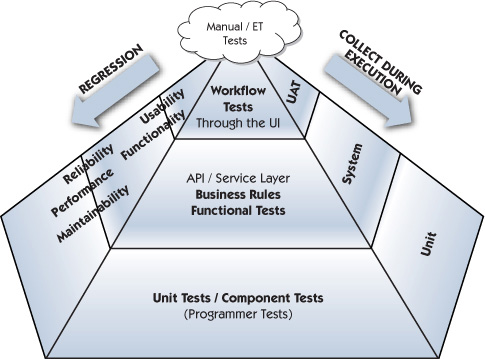 Manual / ET
Tests
REGRESSION
COLLECT DURING
EXECUTION
Workflow
Tests
Through the UI
UAT
Usability
Functionality
API / Service Layer
Business Rules
Functional Tests
System
Reliability
Performance
Maintainability
Unit Tests / Component Tests
(Programmer Tests)
Unit